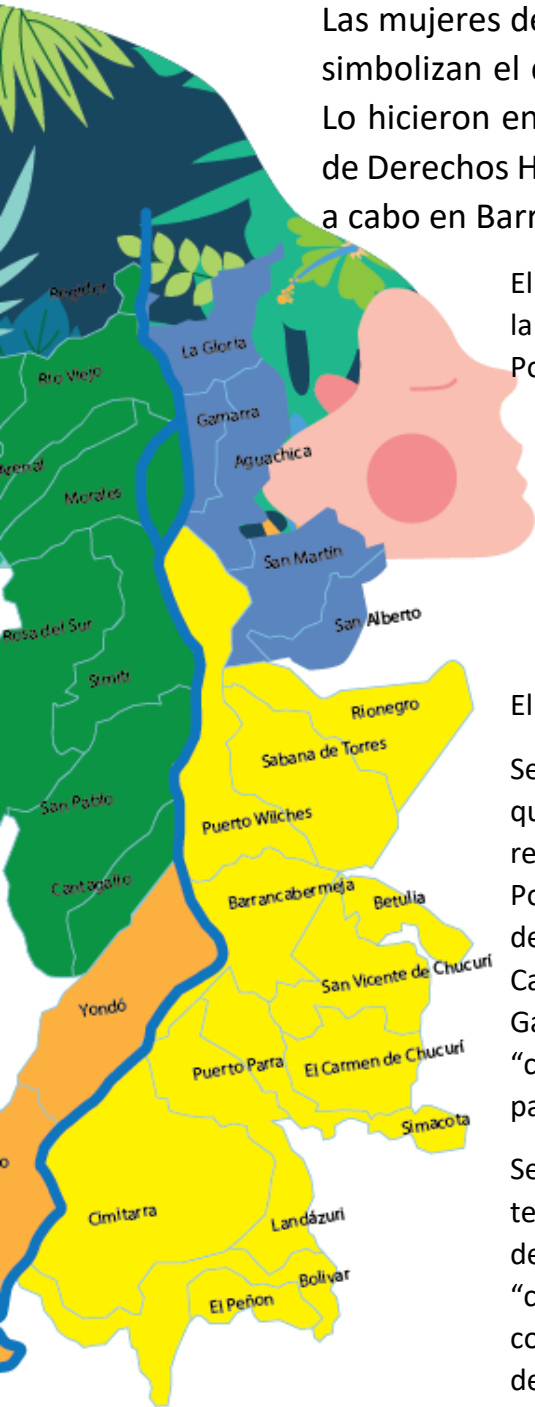 Las mujeres de
simbolizan el
Lo hicieron en
de Derechos H
a cabo en Barr
El
la
Po
Regidor
La Gloria
Rio Viejo
Gamarra
Arenal
Aguachica
Morales
San Martín
San Alberto
Rosa del Sur
Simití
Rionegro
Sabana de Torres
San Pablo
Puerto Wilches
Cantagallo
Barrancabermeja
Betulia
San Vicente de Chucurí
Yondó
Puerto Parra
El Carmen de Chucurí
Simacota
o
Cimitarra
Landázuri
Bolivar
El Peñon
El
Se
qu
re
Po
de
Ca
Ga
“c
pa
Se
te
de
“c
co
de